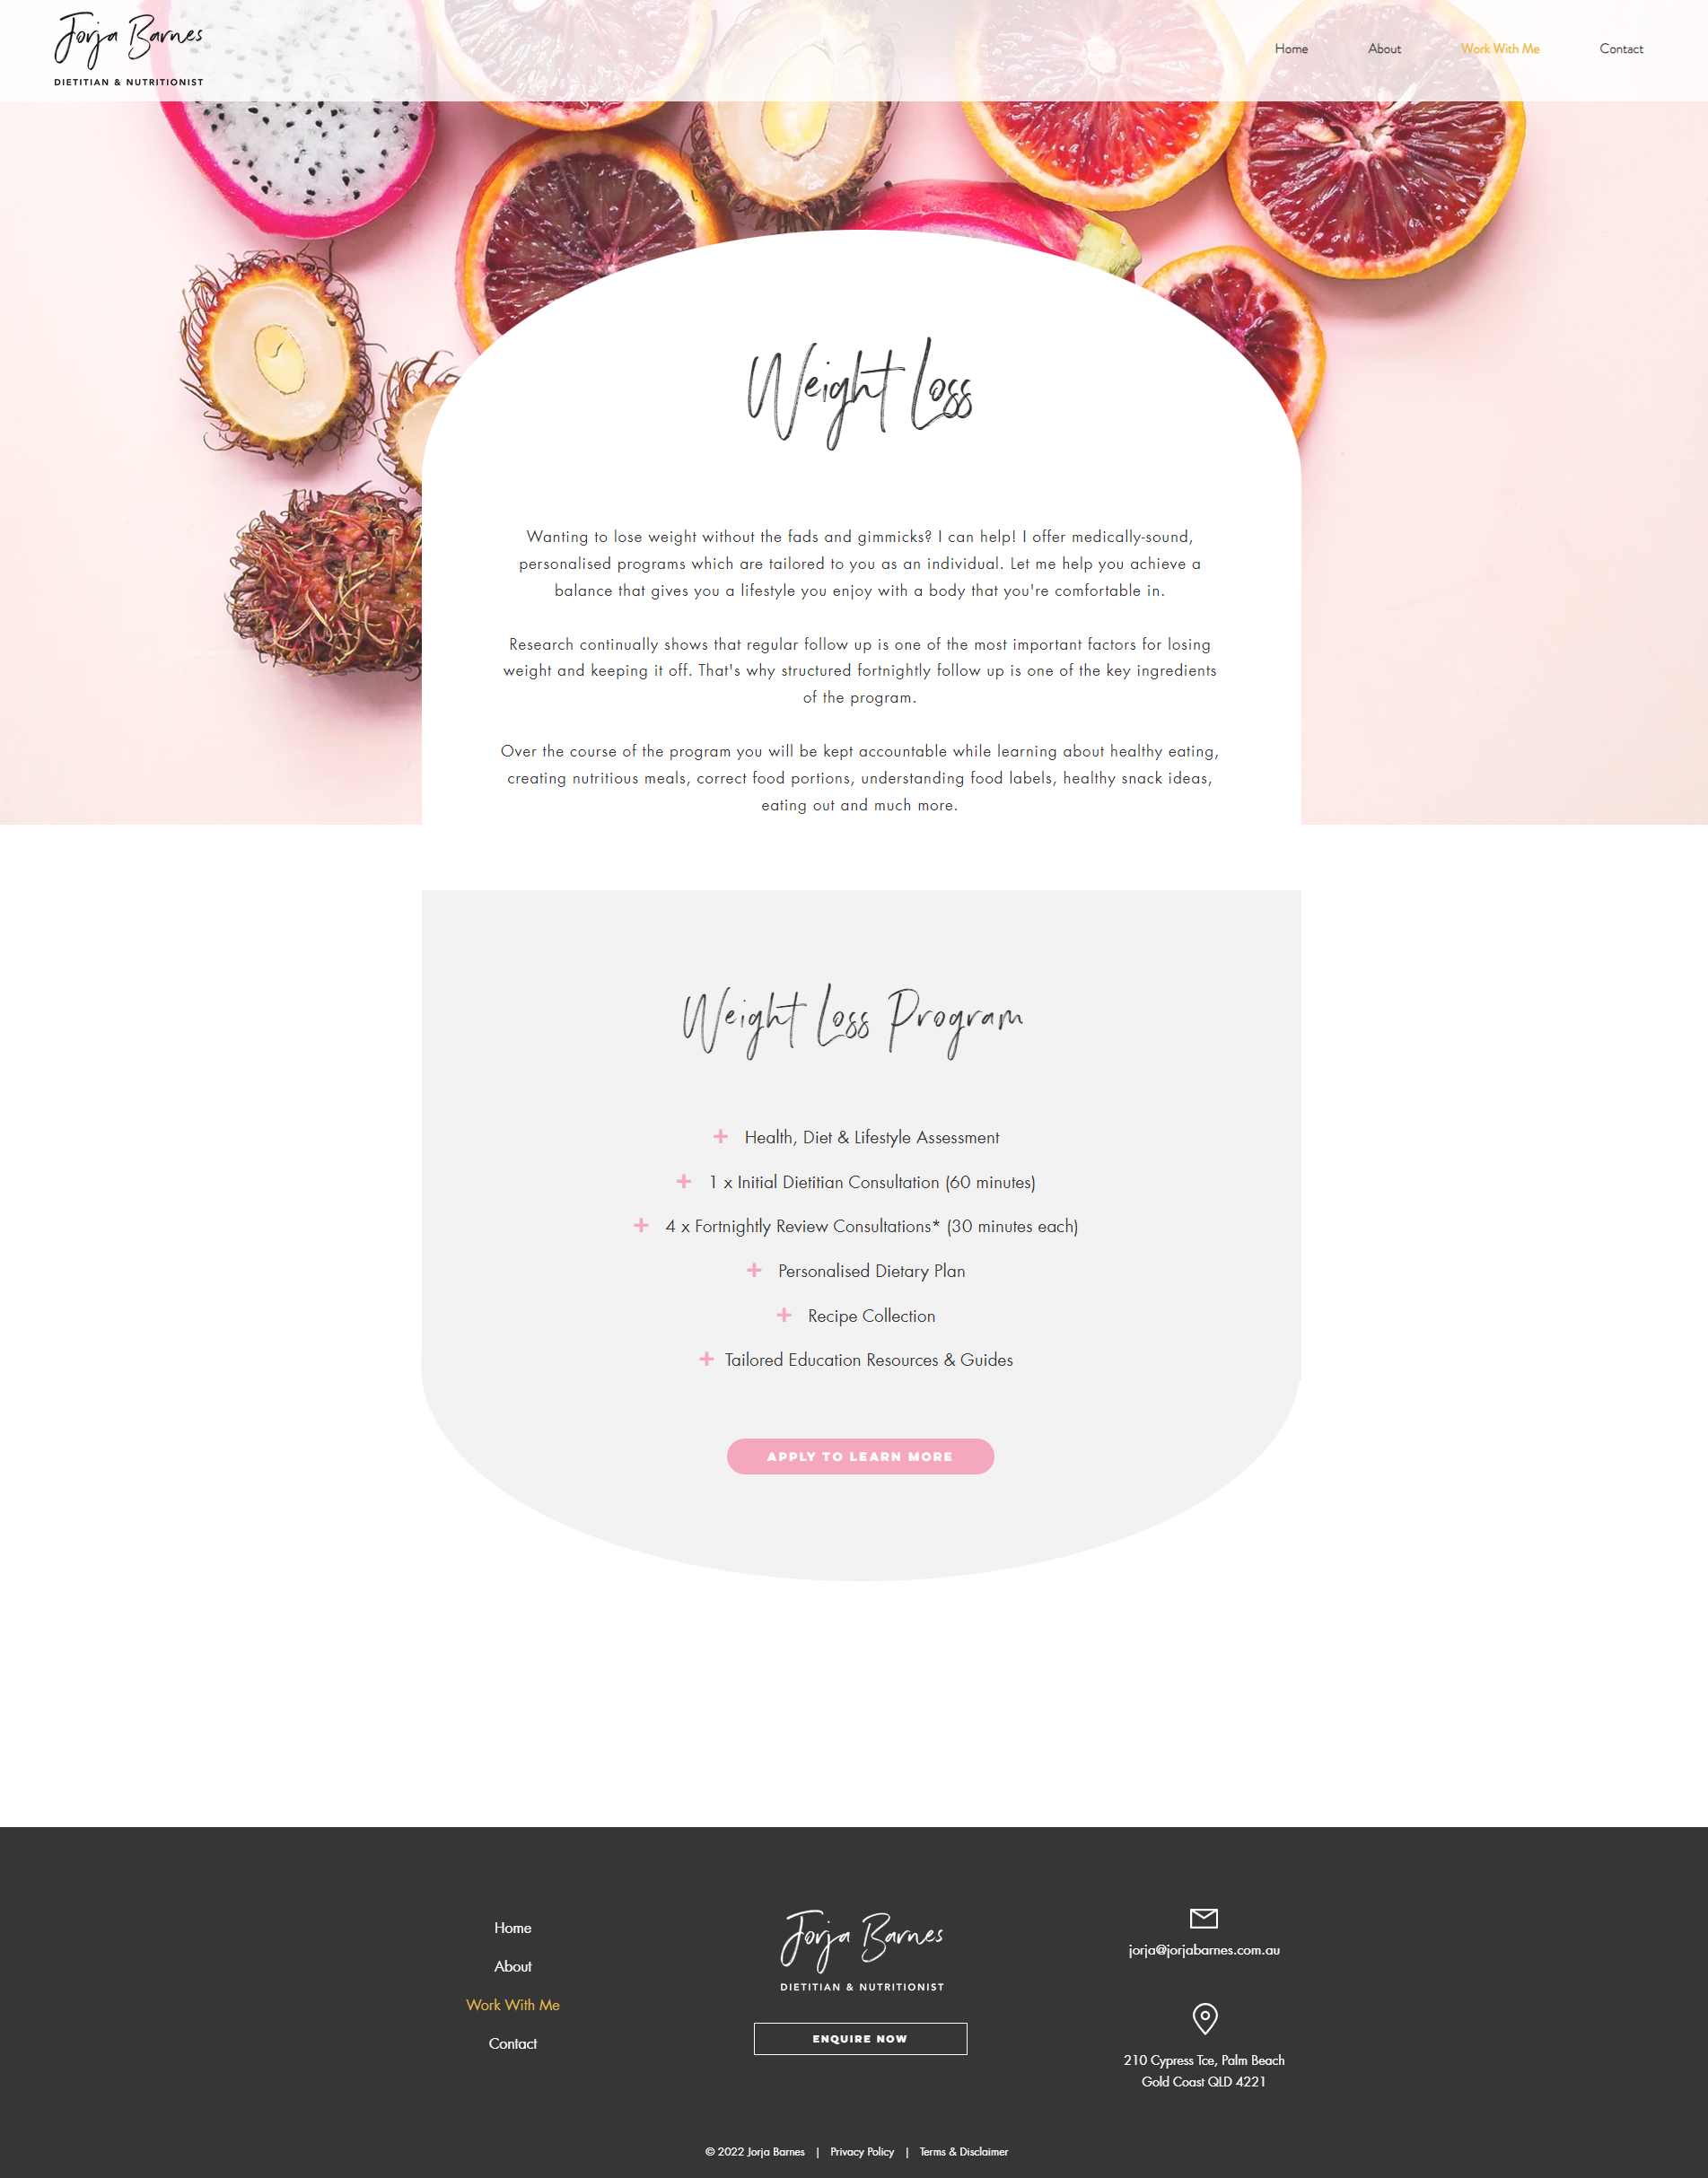 Jorja Barnes
DIETITIAN & NUTRITIONIST
Home
About
Work With Me
Contact
Weight Loss
Wanting to lose weight without the fads and gimmicks? I can help! I offer medically-sound,
personalised programs which are tailored to you as an individual. Let me help you achieve a
balance that gives you a lifestyle you enjoy with a body that you're comfortable in.
Research continually shows that regular follow up is one of the most important factors for losing
weight and keeping it off. That's why structured fortnightly follow up is one of the key ingredients
of the program.
Over the course of the program you will be kept accountable while learning about healthy eating,
creating nutritious meals, correct food portions, understanding food labels, healthy snack ideas,
eating out and much more.
Weight Loss Program
+ Health, Diet & Lifestyle Assessment
+ 1 x Initial Dietitian Consultation (60 minutes)
+ 4 x Fortnightly Review Consultations* (30 minutes each)
+ Personalised Dietary Plan
+ Recipe Collection
+ Tailored Education Resources & Guides
APPLY TO LEARN MORE
Home
About
Work With Me
Contact
Jorja Barnes
DIETITIAN & NUTRITIONIST
ENQUIRE NOW
jorja@jorjabarnes.com.au
210 Cypress Tce, Palm Beach
Gold Coast QLD 4221
© 2022 Jorja Barnes | Privacy Policy | Terms & Disclaimer